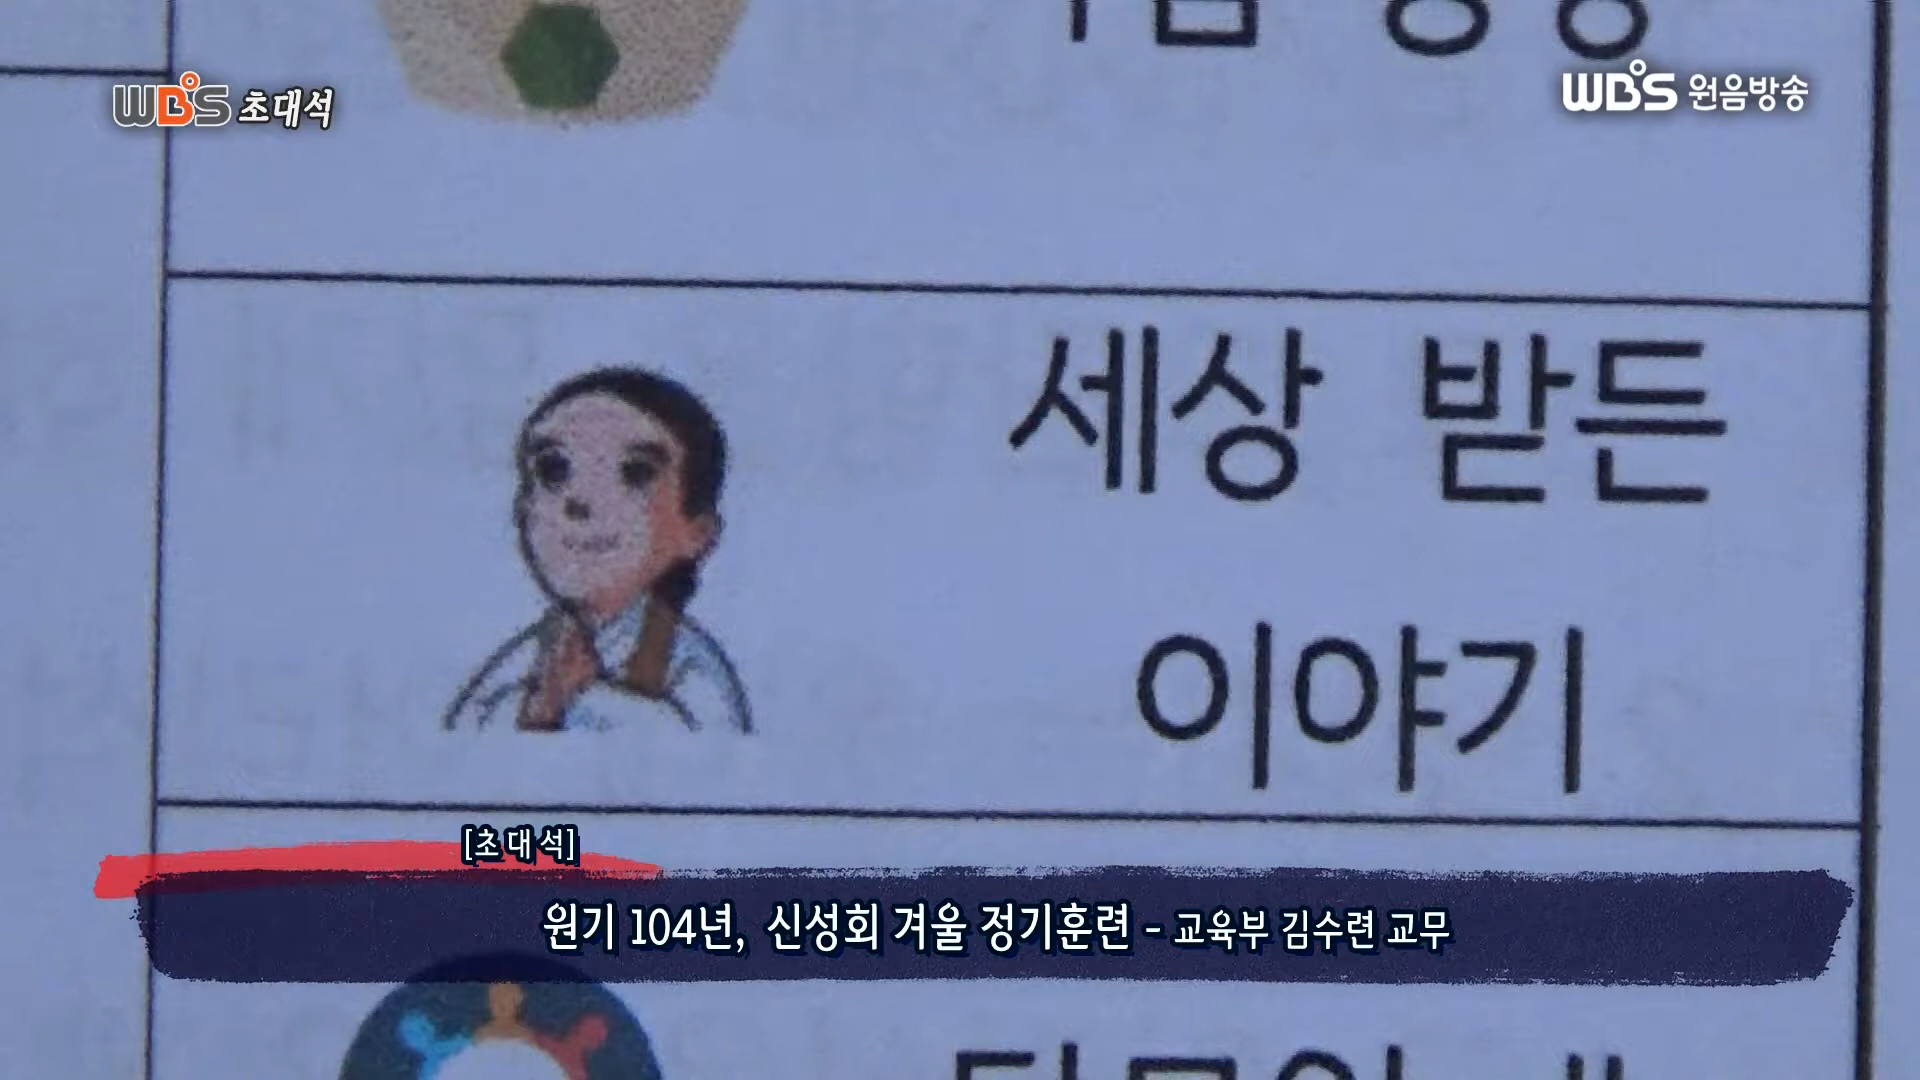 WBS 초대석
WBS 원음방송
세상 받든
이야기
[초대석]
원기 104년, 신성회 겨울 정기훈련 - 교육부 김수련 교무